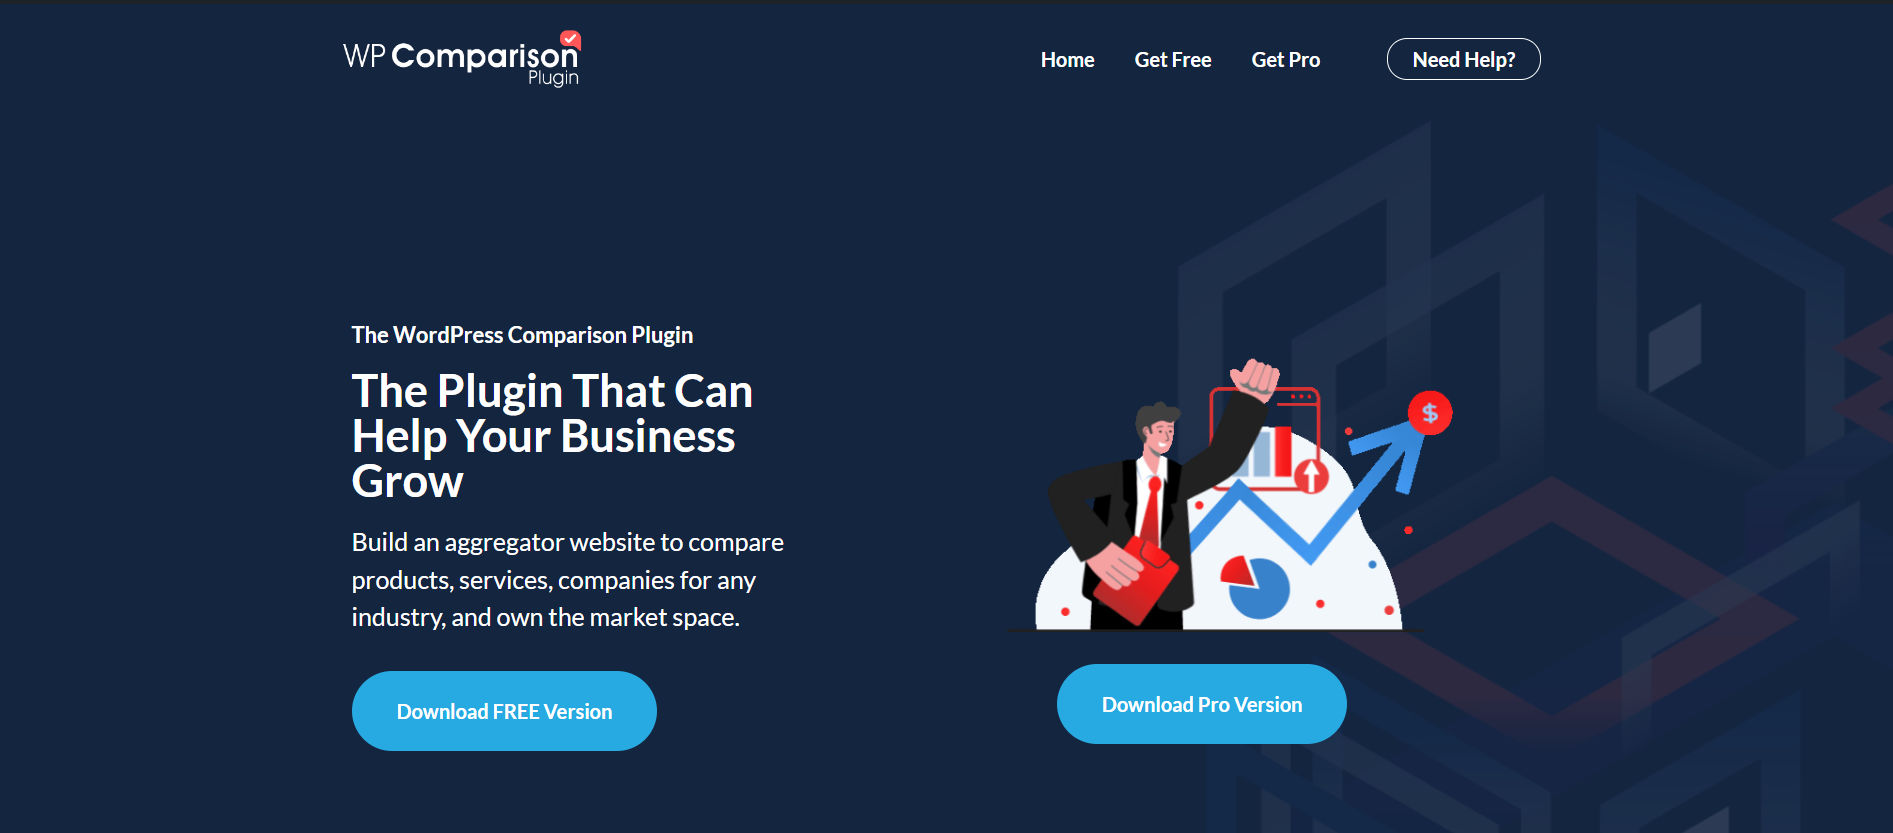 WP Comparison
Plugin
Home
Get Free
Get Pro
Need Help?
The WordPress Comparison Plugin
The Plugin That Can
Help Your Business
Grow
Build an aggregator website to compare
products, services, companies for any
industry, and own the market space.
Download FREE Version
$
Download Pro Version